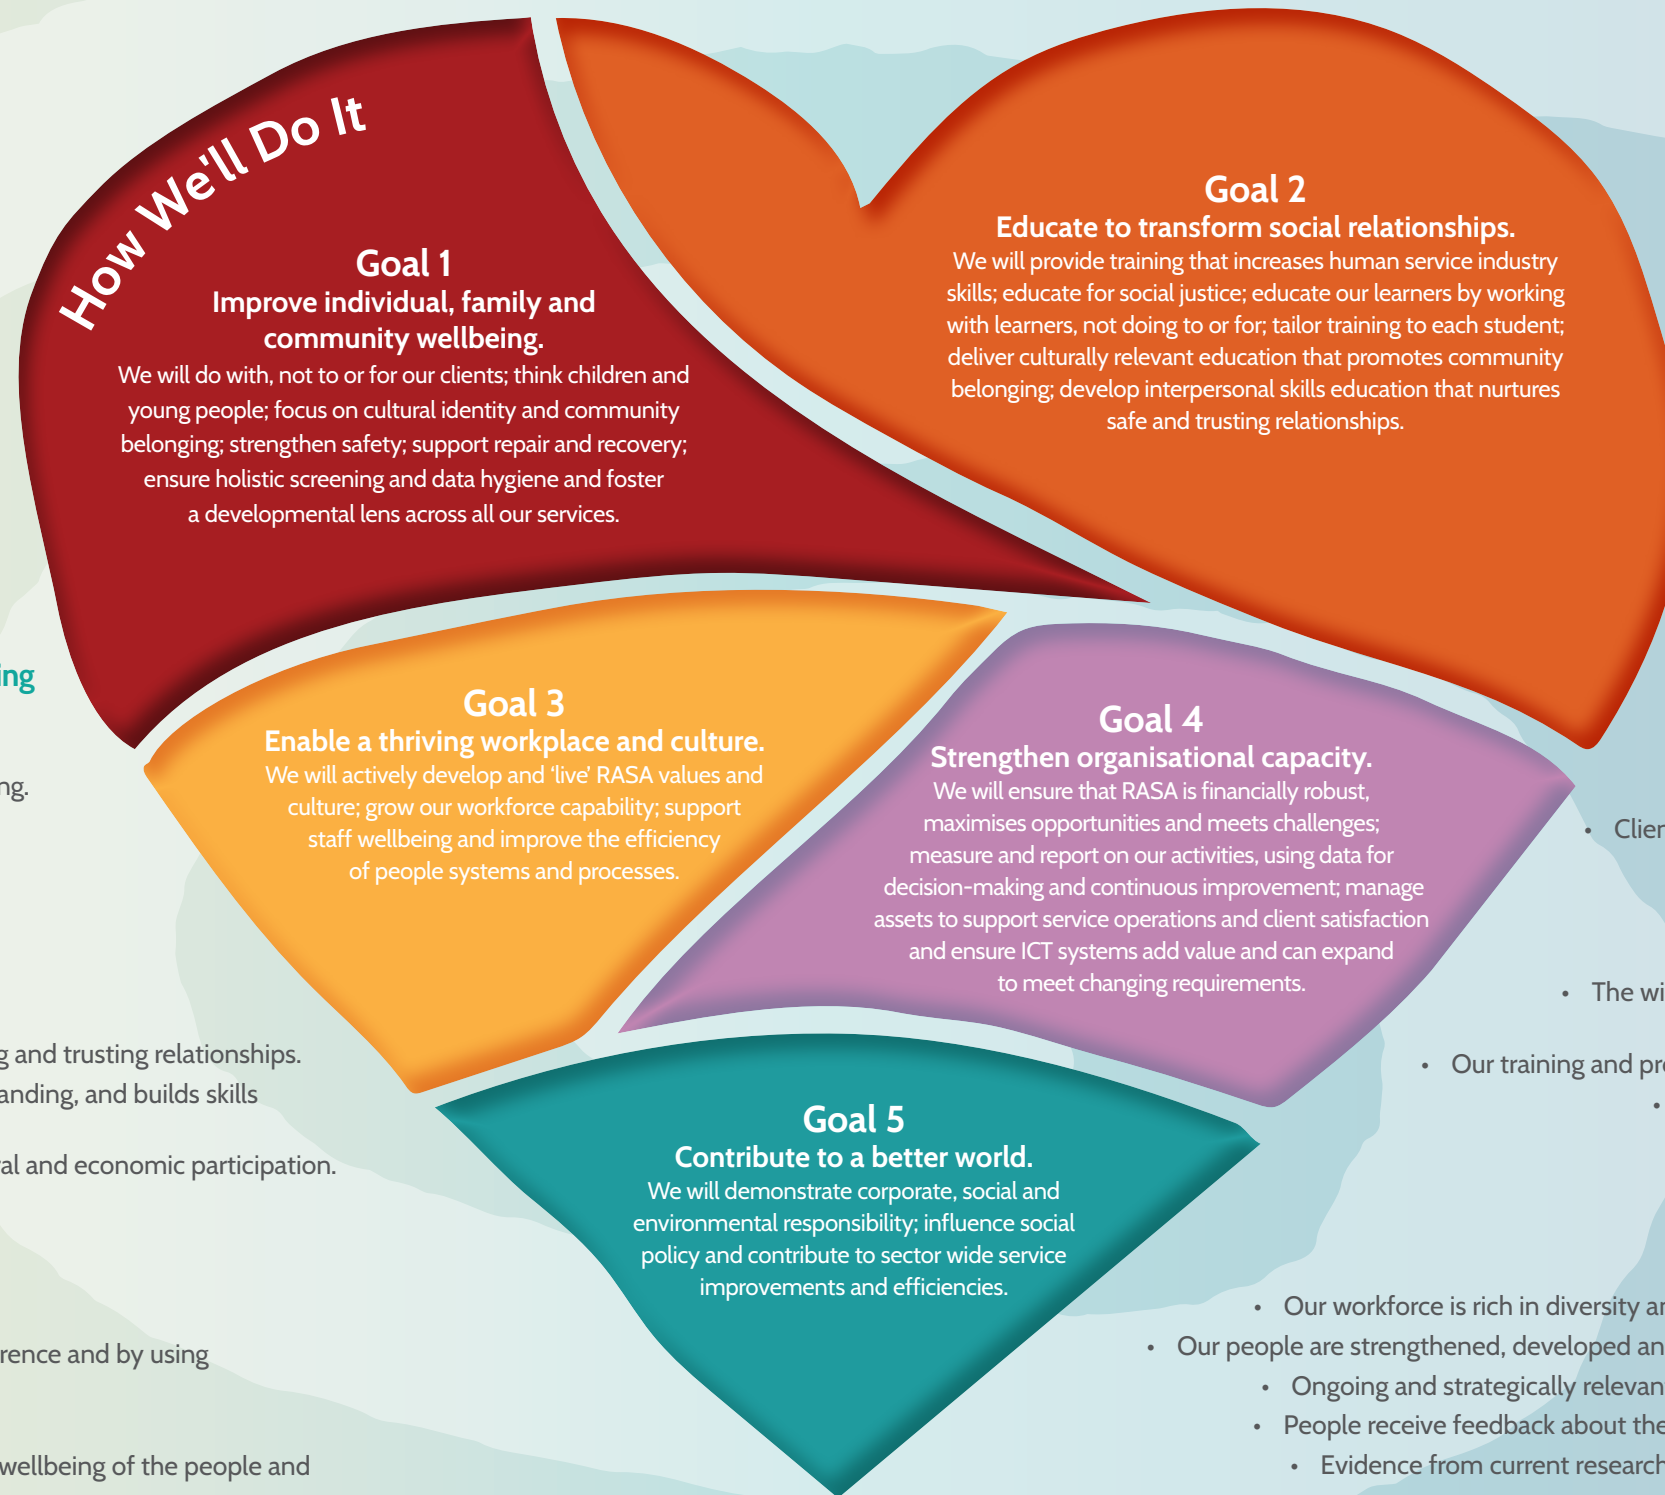 How We'll Do It
Goal 1
Improve individual, family and
community wellbeing.
We will do with, not to or for our clients; think children and
young people; focus on cultural identity and community
belonging; strengthen safety; support repair and recovery;
ensure holistic screening and data hygiene and foster
a developmental lens across all our services.
Goal 2
Educate to transform social relationships.
We will provide training that increases human service industry
skills; educate for social justice; educate our learners by working
with learners, not doing to or for; tailor training to each student;
deliver culturally relevant education that promotes community
belonging; develop interpersonal skills education that nurtures
safe and trusting relationships.
Goal 3
Enable a thriving workplace and culture.
We will actively develop and ‘live’ RASA values and
culture; grow our workforce capability; support
staff wellbeing and improve the efficiency
of people systems and processes.
Goal 4
Strengthen organisational capacity.
We will ensure that RASA is financially robust,
maximises opportunities and meets challenges;
measure and report on our activities, using data for
decision-making and continuous improvement; manage
assets to support service operations and client satisfaction
and ensure ICT systems add value and can expand
to meet changing requirements.
Goal 5
Contribute to a better world.
We will demonstrate corporate, social and
environmental responsibility; influence social
policy and contribute to sector wide service
improvements and efficiencies.
and trusting relationships.
and builds skills
and economic participation.
and by using
wellbeing of the people and
• The
• Our training and
• Our workforce is rich in diversity
• Our people are strengthened, developed
• Ongoing and strategically
• People receive feedback about
• Evidence from current research